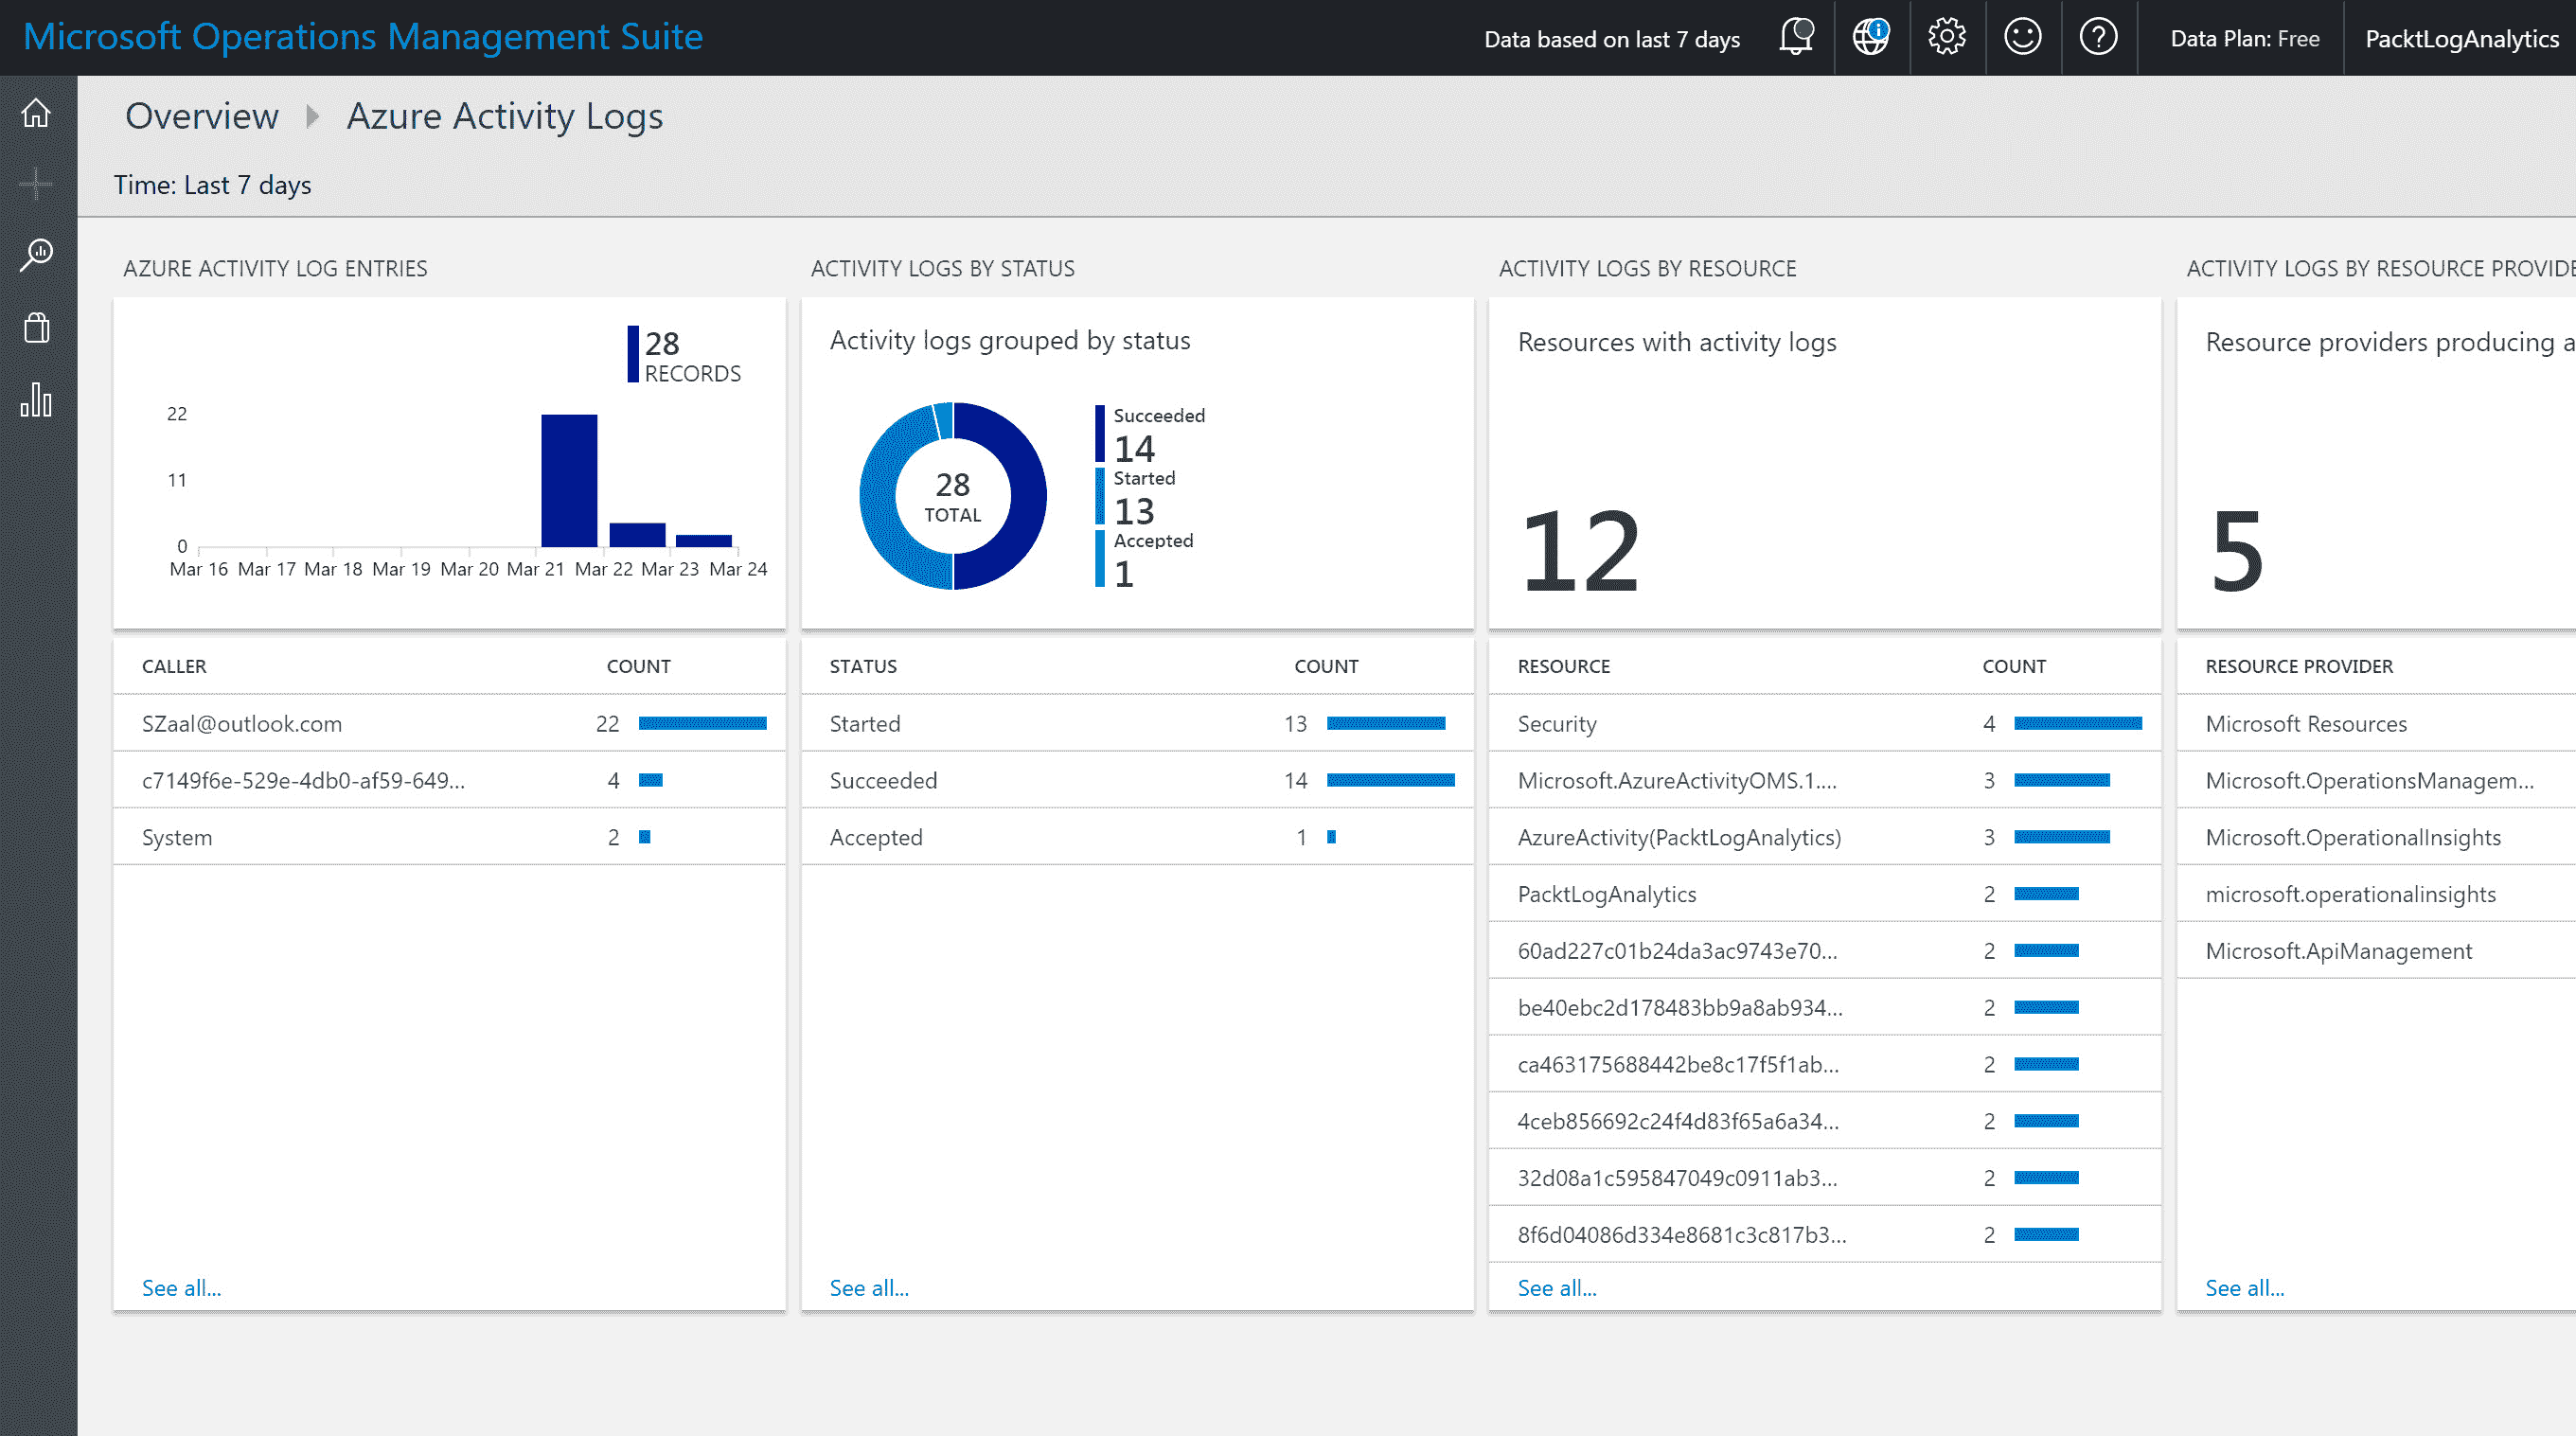 Microsoft Operations Management Suite
Data based on last 7 days
Data Plan: Free
PacktLogAnalytics
Overview
Azure Activity Logs
Time: Last 7 days
AZURE ACTIVITY LOG ENTRIES
28
RECORDS
22
11
0
Mar 16 Mar 17 Mar 18 Mar 19 Mar 20 Mar 21 Mar 22 Mar 23 Mar 24
CALLER COUNT
SZaal@outlook.com 22
c7149f6e-529e-4db0-af59-649... 4
System 2
See all...
ACTIVITY LOGS BY STATUS
Activity logs grouped by status
28
TOTAL
Succeeded
14
Started
13
Accepted
1
STATUS COUNT
Started 13
Succeeded 14
Accepted 1
See all...
ACTIVITY LOGS BY RESOURCE
Resources with activity logs
12
RESOURCE COUNT
Security 4
Microsoft.AzureActivityOMS.1.... 3
AzureActivity(PacktLogAnalytics) 3
PacktLogAnalytics 2
60ad227c01b24da3ac9743e70... 2
be40ebc2d178483bb9a8ab934... 2
ca463175688442be8c17f5f1ab... 2
4ceb856692c24f4d83f65a6a34... 2
32d08a1c595847049c0911ab3... 2
8f6d04086d334e8681c3c817b3... 2
See all...
ACTIVITY LOGS BY RESOURCE PROVIDE
Resource providers producing a
5
RESOURCE PROVIDER
Microsoft Resources
Microsoft.OperationsManagem...
Microsoft.OperationalInsights
microsoft.operationalinsights
Microsoft.ApiManagement
See all...